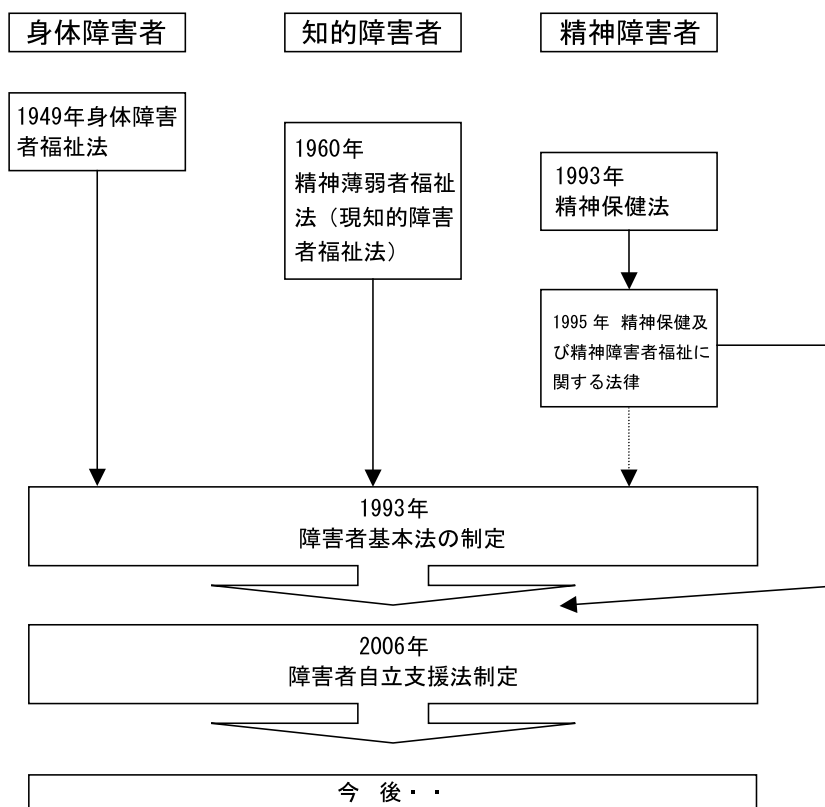 身体障害者
知的障害者
精神障害者
1949年身体障害
者福祉法
1960年
精神薄弱者福祉
法（現知的障害
者福祉法）
1993年
精神保健法
1995年 精神保健及
び精神障害者福祉に
関する法律
1993年
障害者基本法の制定
2006年
障害者自立支援法制定
今 後・・